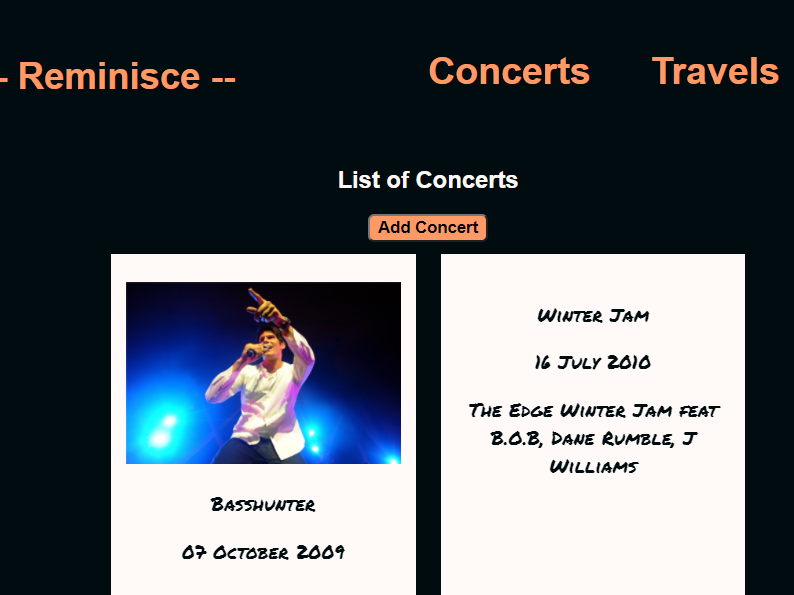 - Reminisce --
Concerts
Travels
List of Concerts
Add Concert
Basshunter
07 October 2009
Winter Jam
16 July 2010
The Edge Winter Jam feat
B.O.B, Dane Rumble, J
Williams